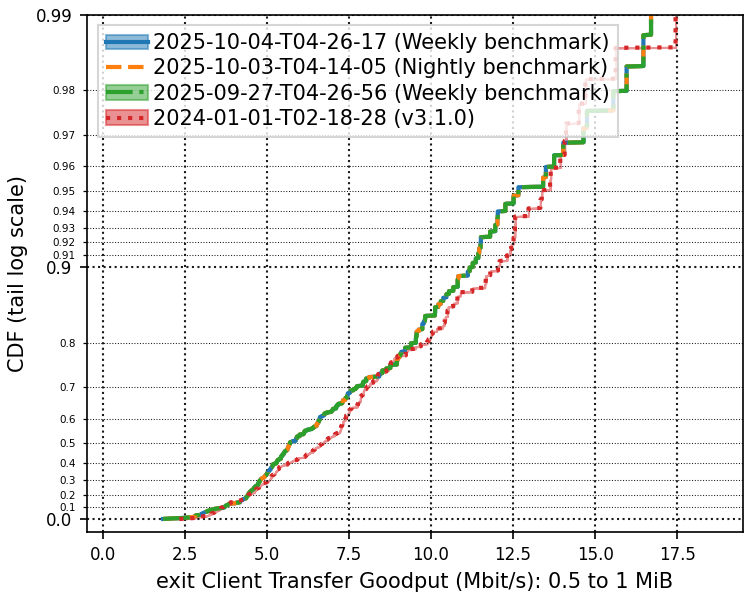 0.99
2025-10-04-T04-26-17 (Weekly benchmark)
2025-10-03-T04-14-05 (Nightly benchmark)
2025-09-27-T04-26-56 (Weekly benchmark)
2024-01-01-T02-18-28 (v3.1.0)
0.98
0.97
0.96
0.95
0.94
0.93
0.92
0.91
0.9
0.8
0.7
0.6
0.5
0.4
0.3
0.2
0.1
0.0
CDF (tail log scale)
0.0 2.5 5.0 7.5 10.0 12.5 15.0 17.5
exit Client Transfer Goodput (Mbit/s): 0.5 to 1 MiB